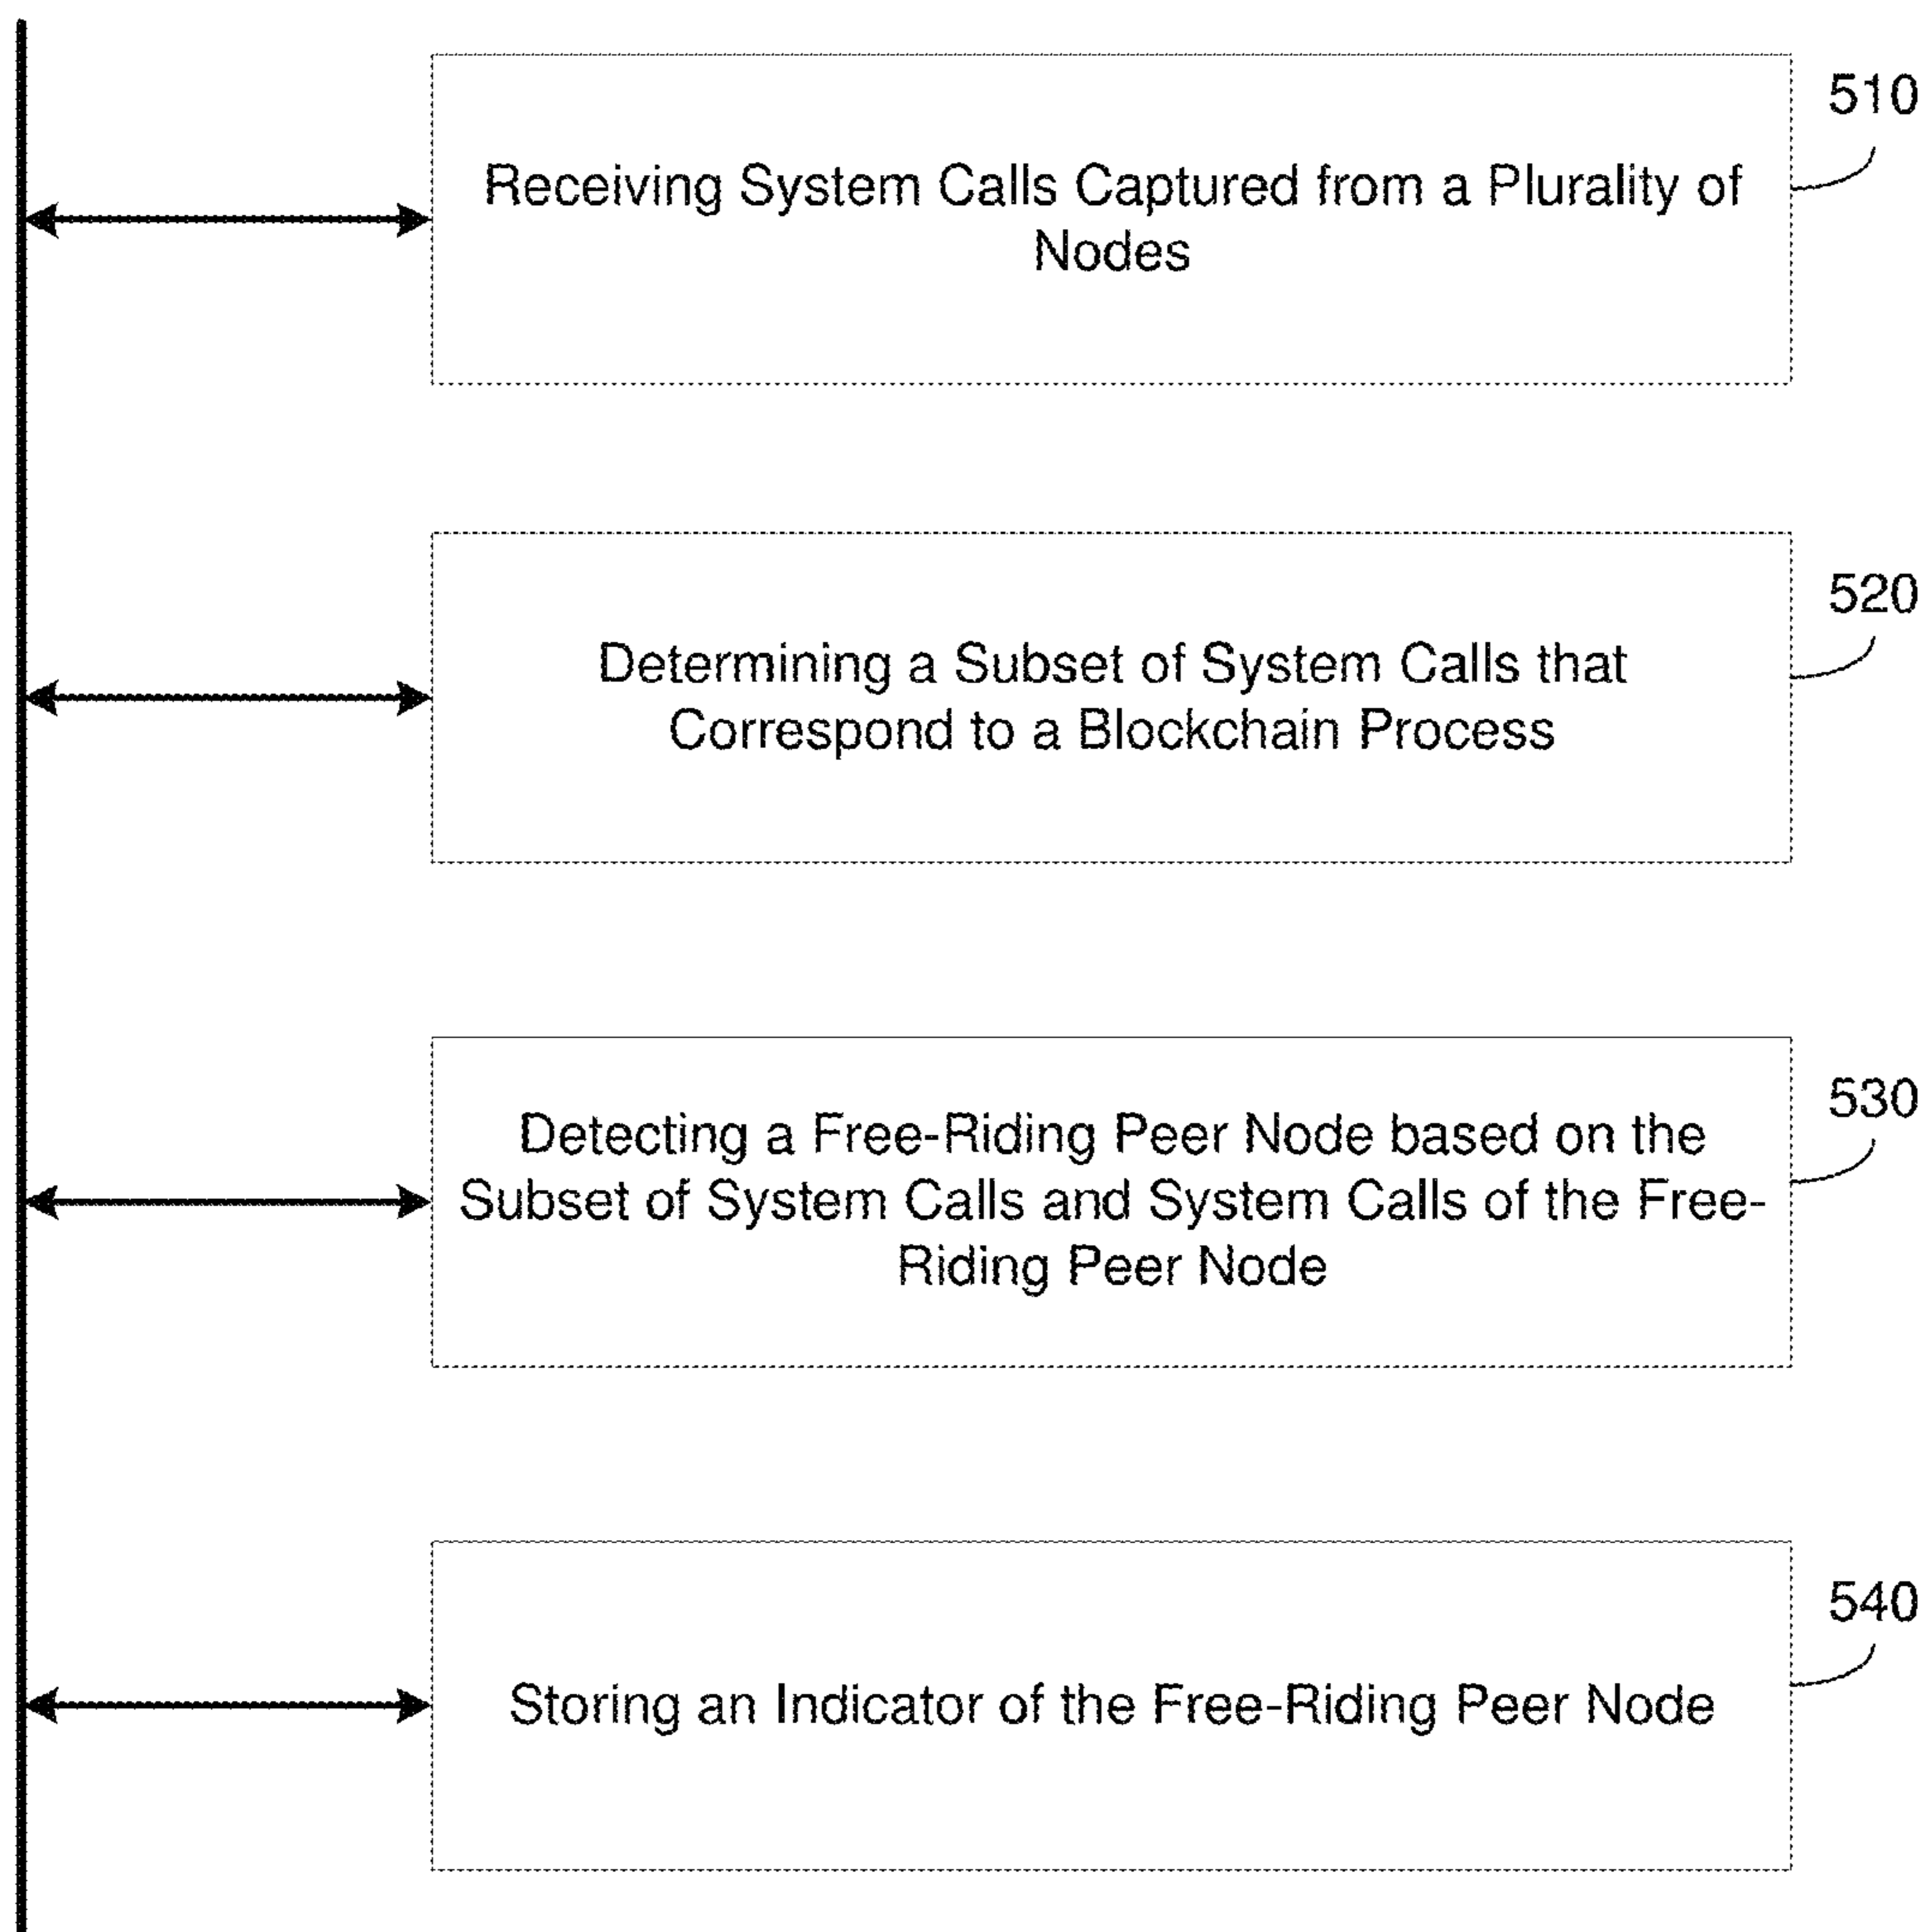 510
Receiving System Calls Captured from a Plurality of
Nodes
520
Determining a Subset of System Calls that
Correspond to a Blockchain Process
530
Detecting a Free-Riding Peer Node based on the
Subset of System Calls and System Calls of the Free-
Riding Peer Node
540
Storing an Indicator of the Free-Riding Peer Node